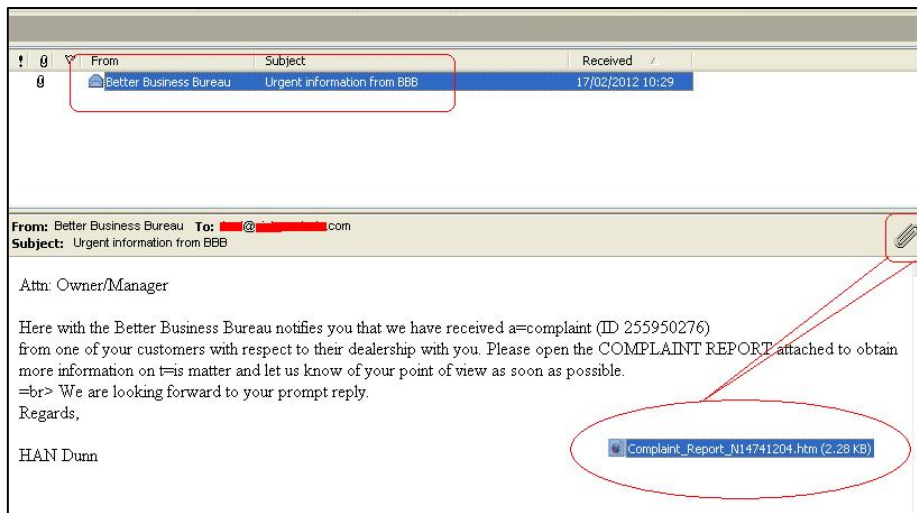 ! From Subject Received
Better Business Bureau Urgent information from BBB 17/02/2012 10:29
From: Better Business Bureau To: @ .com
Subject: Urgent information from BBB
Attn: Owner/Manager
Here with the Better Business Bureau notifies you that we have received a=complaint (ID 255950276)
from one of your customers with respect to their dealership with you. Please open the COMPLAINT REPORT attached to obtain
more information on t=is matter and let us know of your point of view as soon as possible.
=br> We are looking forward to your prompt reply.
Regards,
HAN Dunn
Complaint_Report_N14741204.htm (2.28 KB)